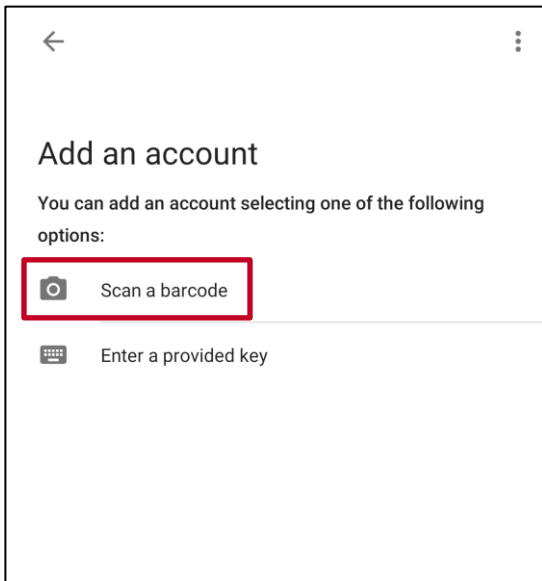 Add an account
You can add an account selecting one of the following
options:
Scan a barcode
Enter a provided key